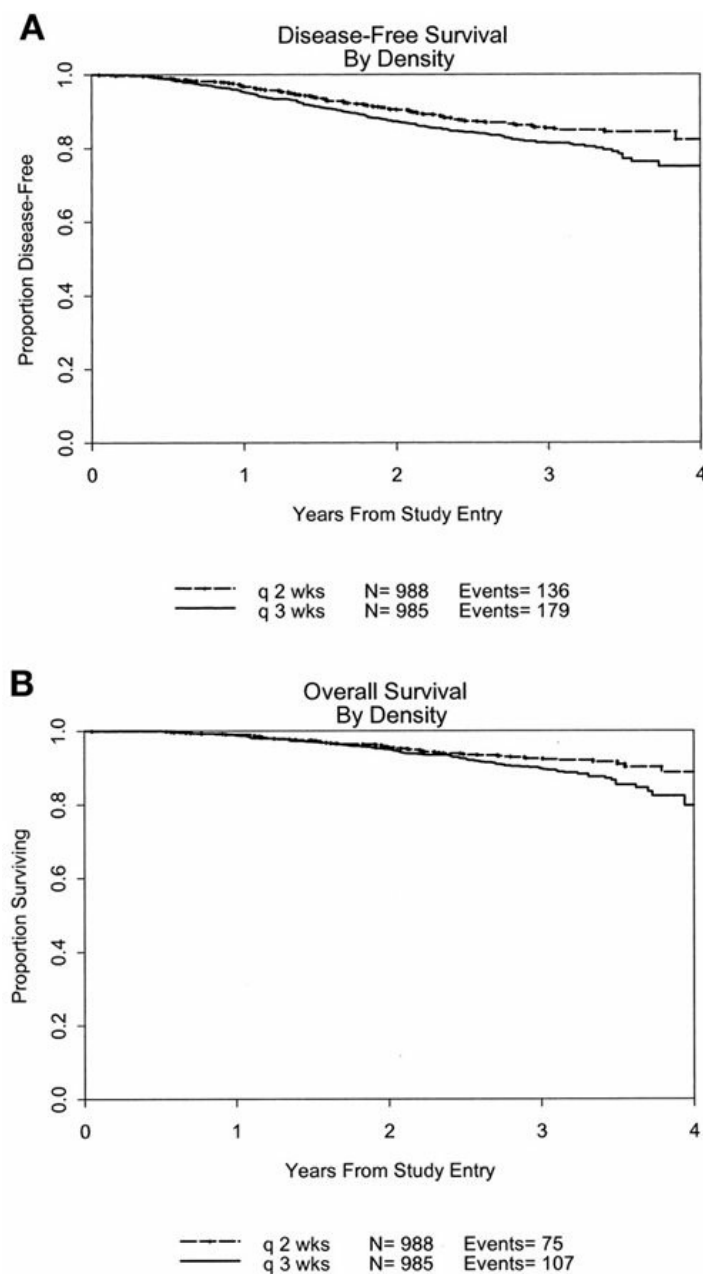 A
Disease-Free Survival
By Density
Proportion Disease-Free
1.0
0.8
0.6
0.4
0.2
0.0
0 1 2 3 4
Years From Study Entry
q 2 wks N= 988 Events= 136
q 3 wks N= 985 Events= 179
B
Overall Survival
By Density
Proportion Surviving
1.0
0.8
0.6
0.4
0.2
0.0
0 1 2 3 4
Years From Study Entry
q 2 wks N= 988 Events= 75
q 3 wks N= 985 Events= 107